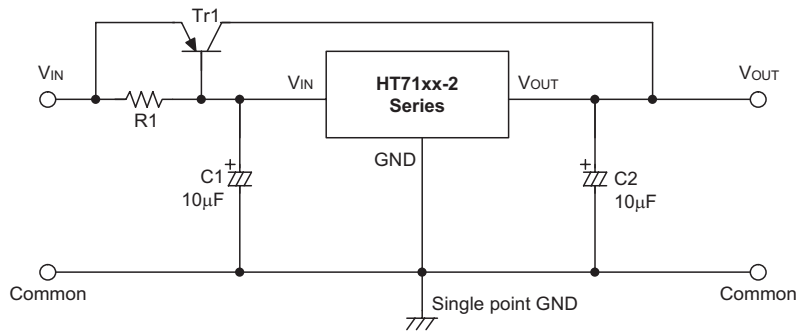 Tr1
VIN
R1
VIN
HT71xx-2
Series
VOUT
VOUT
GND
C1
10μF
C2
10μF
Common
Single point GND
Common